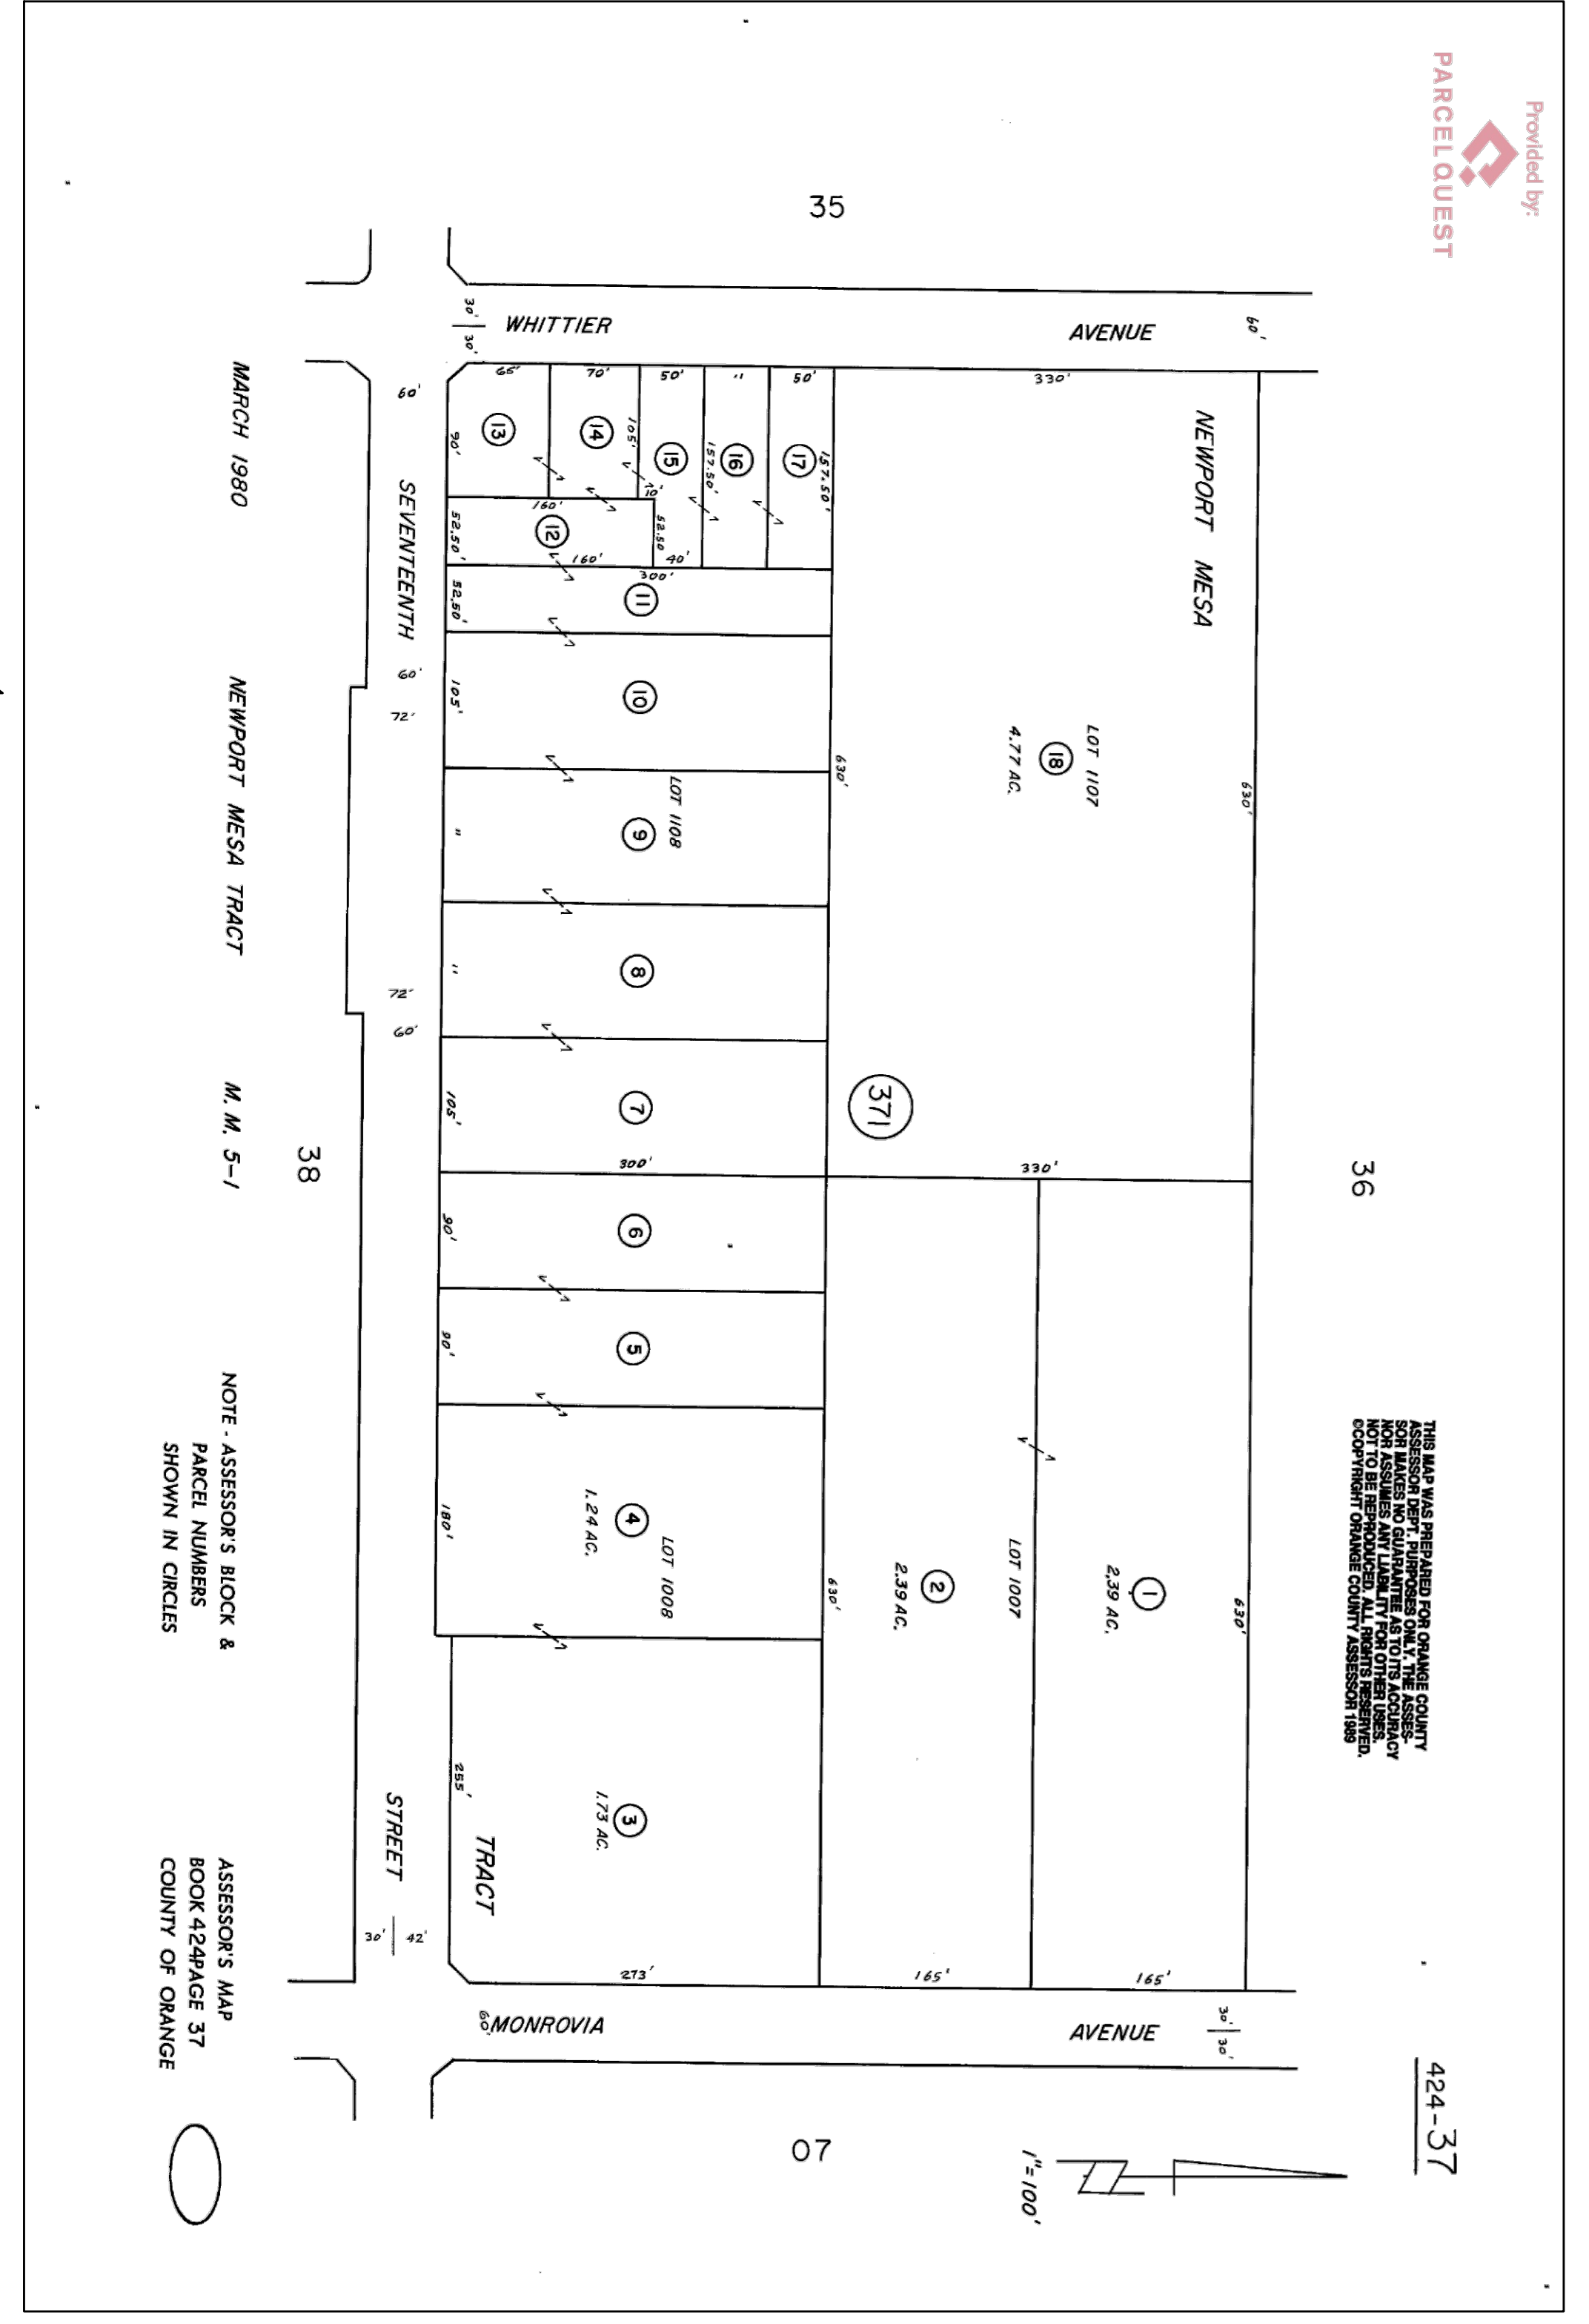 Provided by:
PARCELQUEST
424-37
THIS MAP WAS PREPARED FOR ORANGE COUNTY
ASSESSOR DEPT. PURPOSES ONLY. THE ASSES-
SOR MAKES NO GUARANTEE AS TO ITS ACCURACY
NOR ASSUMES ANY LIABILITY FOR OTHER USES.
NOT TO BE REPRODUCED. ALL RIGHTS RESERVED.
©COPYRIGHT ORANGE COUNTY ASSESSOR 1989
36
1"=100'
35
07
38
60'
WHITTIER
AVENUE
30' 30'
NEWPORT MESA
330'
630'
LOT 1107
18
4.77 AC.
630'
330'
371
630'
1
2.39 AC.
LOT 1007
2
2.39 AC.
630'
165'
165'
30' 30'
MONROVIA
AVENUE
60'
50'
157.50'
17
"
16
157.50'
50'
15
105'
70'
14
65'
13
90'
10'
52.50
40'
160'
12
160'
52.50'
300'
11
52.50'
10
105'
LOT 1108
9
"
8
"
7
105'
300'
6
90'
5
90'
LOT 1008
4
1.24 AC.
180'
3
1.73 AC.
255'
273'
TRACT
60'
SEVENTEENTH
60'
72'
72'
60'
STREET
30' 42'
MARCH 1980
NEWPORT MESA TRACT
M. M. 5-1
NOTE - ASSESSOR'S BLOCK &
PARCEL NUMBERS
SHOWN IN CIRCLES
ASSESSOR'S MAP
BOOK 424 PAGE 37
COUNTY OF ORANGE